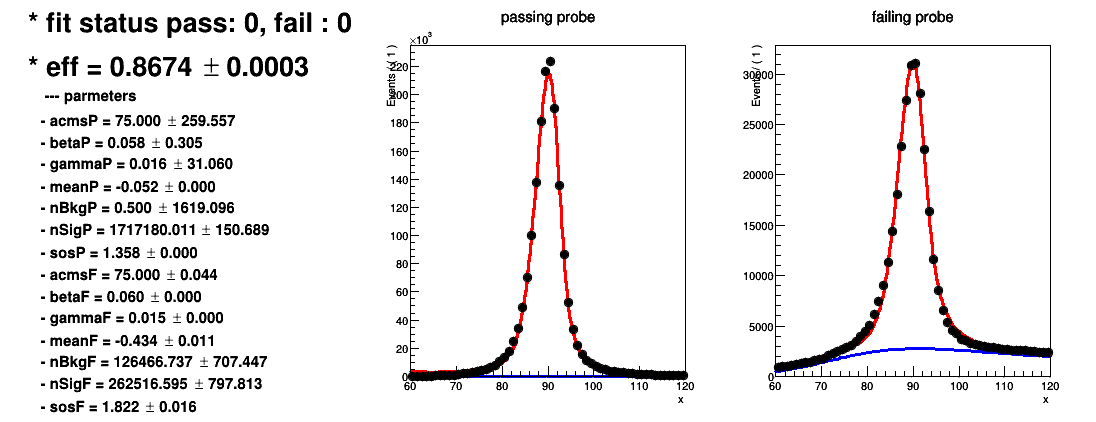 * fit status pass: 0, fail : 0
* eff = 0.8674 ± 0.0003
--- parmeters
- acmsP = 75.000 ± 259.557
- betaP = 0.058 ± 0.305
- gammaP = 0.016 ± 31.060
- meanP = -0.052 ± 0.000
- nBkgP = 0.500 ± 1619.096
- nSigP = 1717180.011 ± 150.689
- sosP = 1.358 ± 0.000
- acmsF = 75.000 ± 0.044
- betaF = 0.060 ± 0.000
- gammaF = 0.015 ± 0.000
- meanF = -0.434 ± 0.011
- nBkgF = 126466.737 ± 707.447
- nSigF = 262516.595 ± 797.813
- sosF = 1.822 ± 0.016
passing probe
×10³
Events / ( 1 )
220
200
180
160
140
120
100
80
60
40
20
0
60 70 80 90 100 110 120
x
failing probe
Events / ( 1 )
30000
25000
20000
15000
10000
5000
0
60 70 80 90 100 110 120
x